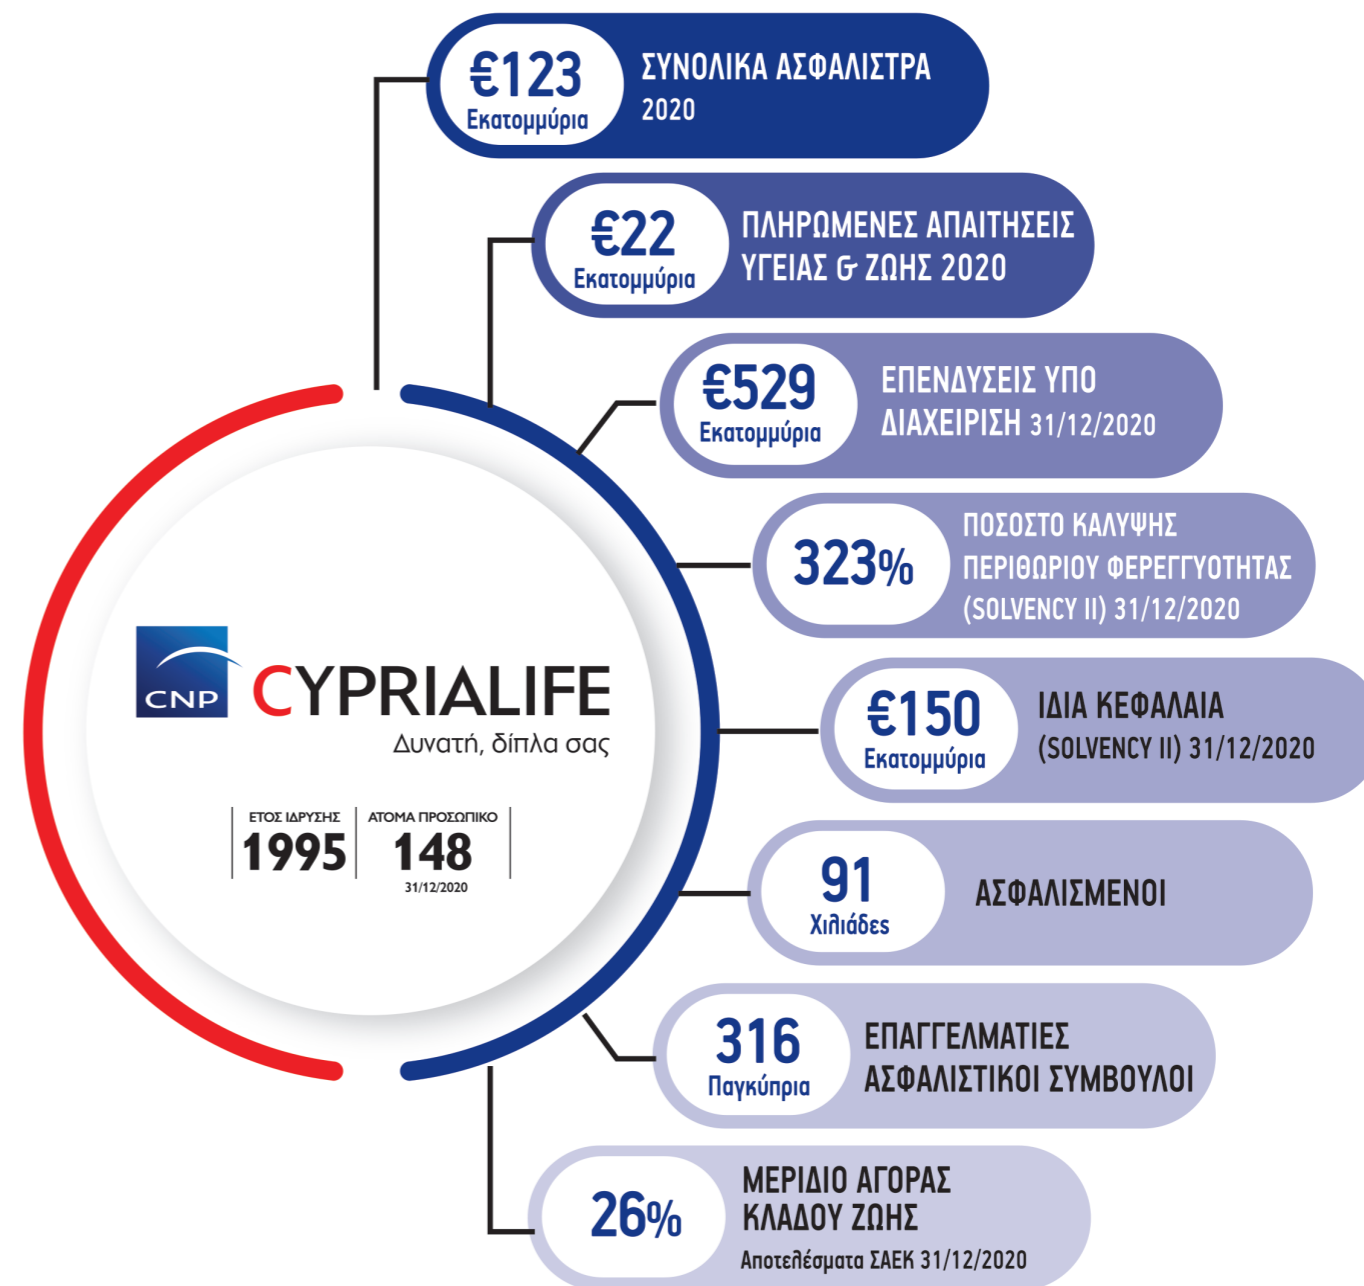 €123
Εκατομμύρια
ΣΥΝΟΛΙΚΑ ΑΣΦΑΛΙΣΤΡΑ
2020
€22
Εκατομμύρια
ΠΛΗΡΩΜΕΝΕΣ ΑΠΑΙΤΗΣΕΙΣ
ΥΓΕΙΑΣ & ΖΩΗΣ 2020
€529
Εκατομμύρια
ΕΠΕΝΔΥΣΕΙΣ ΥΠΟ
ΔΙΑΧΕΙΡΙΣΗ 31/12/2020
323%
ΠΟΣΟΣΤΟ ΚΑΛΥΨΗΣ
ΠΕΡΙΘΩΡΙΟΥ ΦΕΡΕΓΓΥΟΤΗΤΑΣ
(SOLVENCY II) 31/12/2020
CNP
CYPRIALIFE
Δυνατή, δίπλα σας
ΕΤΟΣ ΙΔΡΥΣΗΣ
1995
ΑΤΟΜΑ ΠΡΟΣΩΠΙΚΟ
148
31/12/2020
€150
Εκατομμύρια
ΙΔΙΑ ΚΕΦΑΛΑΙΑ
(SOLVENCY II) 31/12/2020
91
Χιλιάδες
ΑΣΦΑΛΙΣΜΕΝΟΙ
316
Παγκύπρια
ΕΠΑΓΓΕΛΜΑΤΙΕΣ
ΑΣΦΑΛΙΣΤΙΚΟΙ ΣΥΜΒΟΥΛΟΙ
26%
ΜΕΡΙΔΙΟ ΑΓΟΡΑΣ
ΚΛΑΔΟΥ ΖΩΗΣ
Αποτελέσματα ΣΑΕΚ 31/12/2020